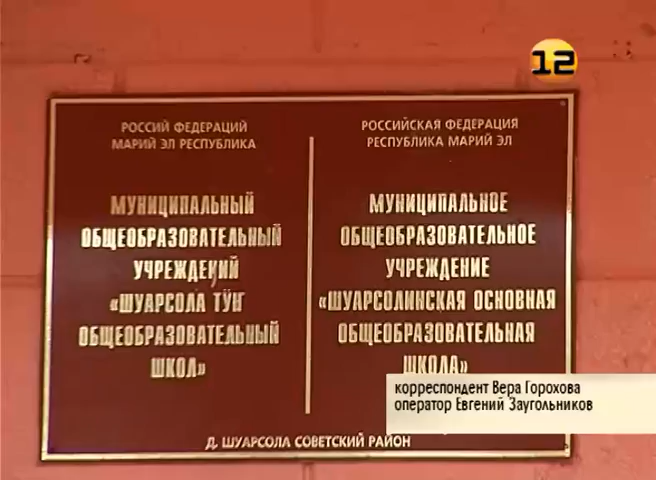 12
РОССИЙ ФЕДЕРАЦИЙ
МАРИЙ ЭЛ РЕСПУБЛИКА
МУНИЦИПАЛЬНЫЙ
ОБЩЕОБРАЗОВАТЕЛЬНЫЙ
УЧРЕЖДЕНИЙ
«ШУАРСОЛА ТӰҤ
ОБЩЕОБРАЗОВАТЕЛЬНЫЙ
ШКОЛ»
РОССИЙСКАЯ ФЕДЕРАЦИЯ
РЕСПУБЛИКА МАРИЙ ЭЛ
МУНИЦИПАЛЬНОЕ
ОБЩЕОБРАЗОВАТЕЛЬНОЕ
УЧРЕЖДЕНИЕ
«ШУАРСОЛИНСКАЯ ОСНОВНАЯ
ОБЩЕОБРАЗОВАТЕЛЬНАЯ
ШКОЛА»
Д. ШУАРСОЛА СОВЕТСКИЙ РАЙОН
корреспондент Вера Горохова
оператор Евгений Заугольников